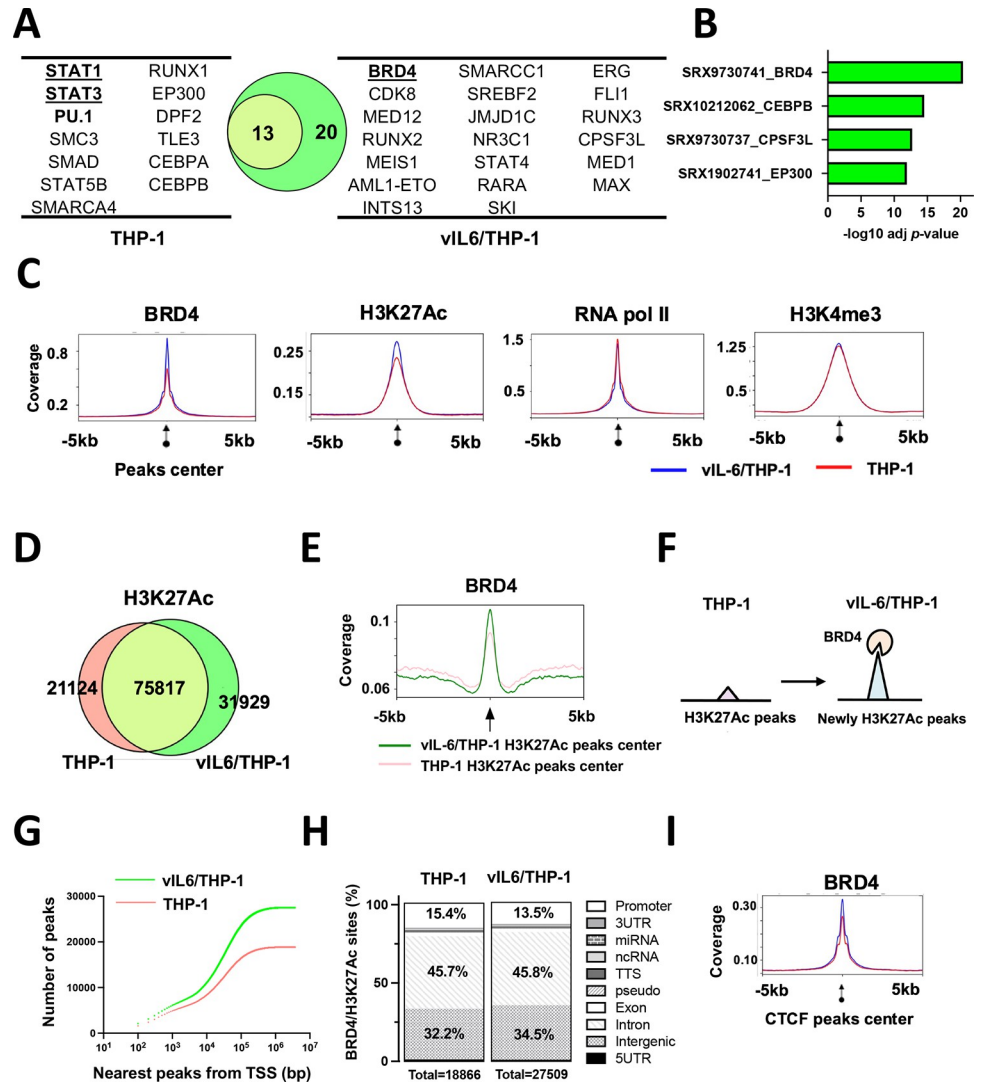 A
STAT1 RUNX1
STAT3 EP300
PU.1 DPF2
SMC3 TLE3
SMAD CEBPA
STAT5B CEBPB
SMARCA4
THP-1
13 20
BRD4 SMARCC1 ERG
CDK8 SREBF2 FLI1
MED12 JMJD1C RUNX3
RUNX2 NR3C1 CPSF3L
MEIS1 STAT4 MED1
AML1-ETO RARA MAX
INTS13 SKI
vIL6/THP-1
B
SRX9730741_BRD4
SRX10212062_CEBPB
SRX9730737_CPSF3L
SRX1902741_EP300
0 5 10 15 20
-log10 adj p-value
C
BRD4
Coverage
0.8
0.2
-5kb 5kb
Peaks center
H3K27Ac
0.25
0.15
-5kb 5kb
RNA pol II
1.5
0.5
-5kb 5kb
H3K4me3
1.25
0.5
-5kb 5kb
vIL-6/THP-1 THP-1
D
H3K27Ac
21124 75817 31929
THP-1 vIL6/THP-1
E
BRD4
Coverage
0.1
0.06
-5kb 5kb
vIL-6/THP-1 H3K27Ac peaks center
THP-1 H3K27Ac peaks center
F
THP-1 vIL-6/THP-1
BRD4
H3K27Ac peaks Newly H3K27Ac peaks
G
vIL6/THP-1
THP-1
Number of peaks
30000
20000
10000
0
10¹ 10² 10³ 10⁴ 10⁵ 10⁶ 10⁷
Nearest peaks from TSS (bp)
H
THP-1 vIL6/THP-1
BRD4/H3K27Ac sites (%)
100
50
0
15.4% 13.5%
45.7% 45.8%
32.2% 34.5%
Total=18866 Total=27509
Promoter
3UTR
miRNA
ncRNA
TTS
pseudo
Exon
Intron
Intergenic
5UTR
I
BRD4
Coverage
0.30
0.10
-5kb 5kb
CTCF peaks center